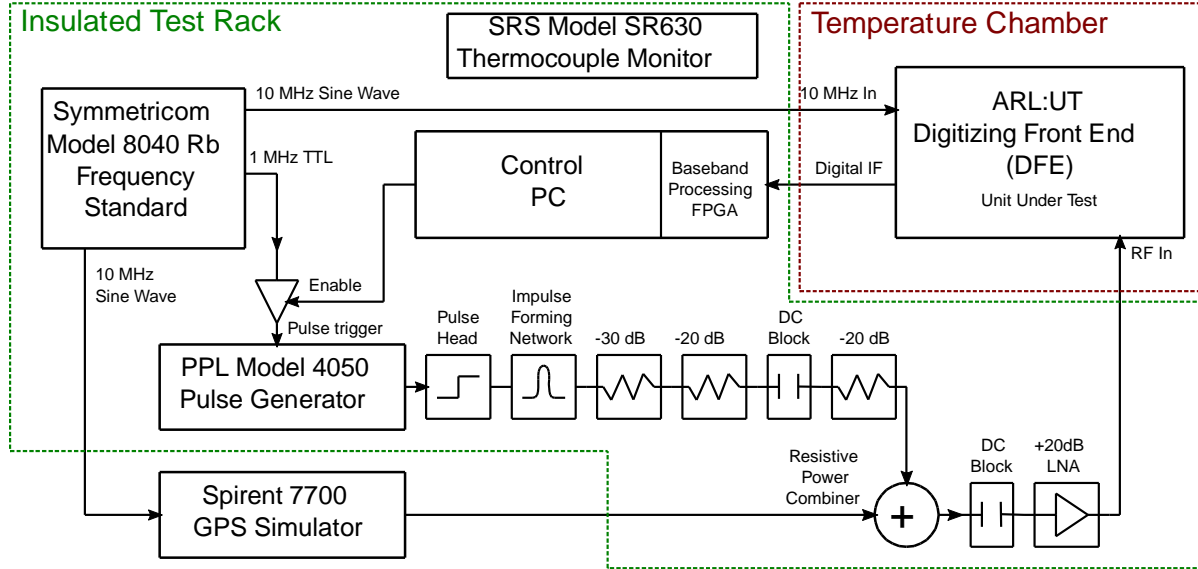 Insulated Test Rack
SRS Model SR630
Thermocouple Monitor
Temperature Chamber
Symmetricom
Model 8040 Rb
Frequency
Standard
10 MHz Sine Wave
10 MHz In
1 MHz TTL
Control
PC
Baseband
Processing
FPGA
Digital IF
ARL:UT
Digitizing Front End
(DFE)
Unit Under Test
RF In
10 MHz
Sine Wave
Enable
Pulse trigger
PPL Model 4050
Pulse Generator
Pulse
Head
Impulse
Forming
Network
-30 dB
-20 dB
DC
Block
-20 dB
Spirent 7700
GPS Simulator
Resistive
Power
Combiner
+
DC
Block
+20dB
LNA